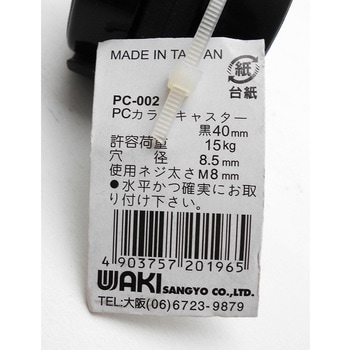 MADE IN TAIWAN
紙
台紙
PC-002
PCカラーキャスター
黒40mm
許容荷重 15kg
穴 径 8.5mm
使用ネジ太さM8mm
●水平かつ確実にお取
り付け下さい。
4903757201965
WAKI SANGYO CO.,LTD.
TEL:大阪(06)6723-9879